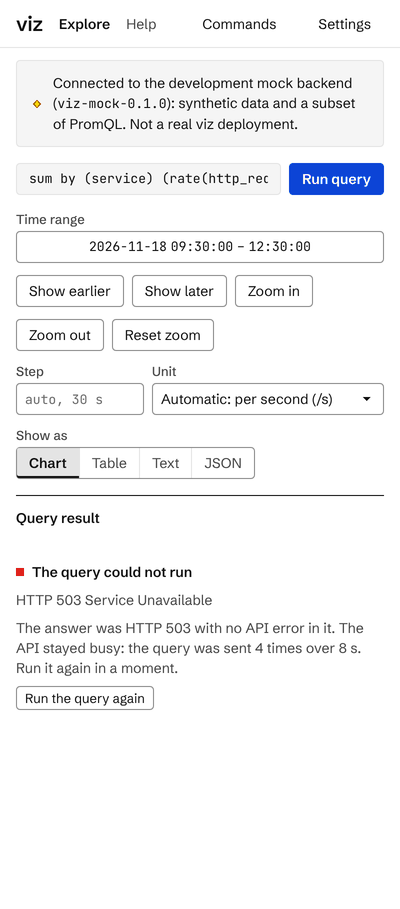 viz Explore Help Commands Settings
Connected to the development mock backend
(viz-mock-0.1.0): synthetic data and a subset
of PromQL. Not a real viz deployment.
sum by (service) (rate(http_rec Run query
Time range
2026-11-18 09:30:00 – 12:30:00
Show earlier Show later Zoom in
Zoom out Reset zoom
Step Unit
auto, 30 s Automatic: per second (/s)
Show as
Chart Table Text JSON
Query result
The query could not run
HTTP 503 Service Unavailable
The answer was HTTP 503 with no API error in it. The
API stayed busy: the query was sent 4 times over 8 s.
Run it again in a moment.
Run the query again